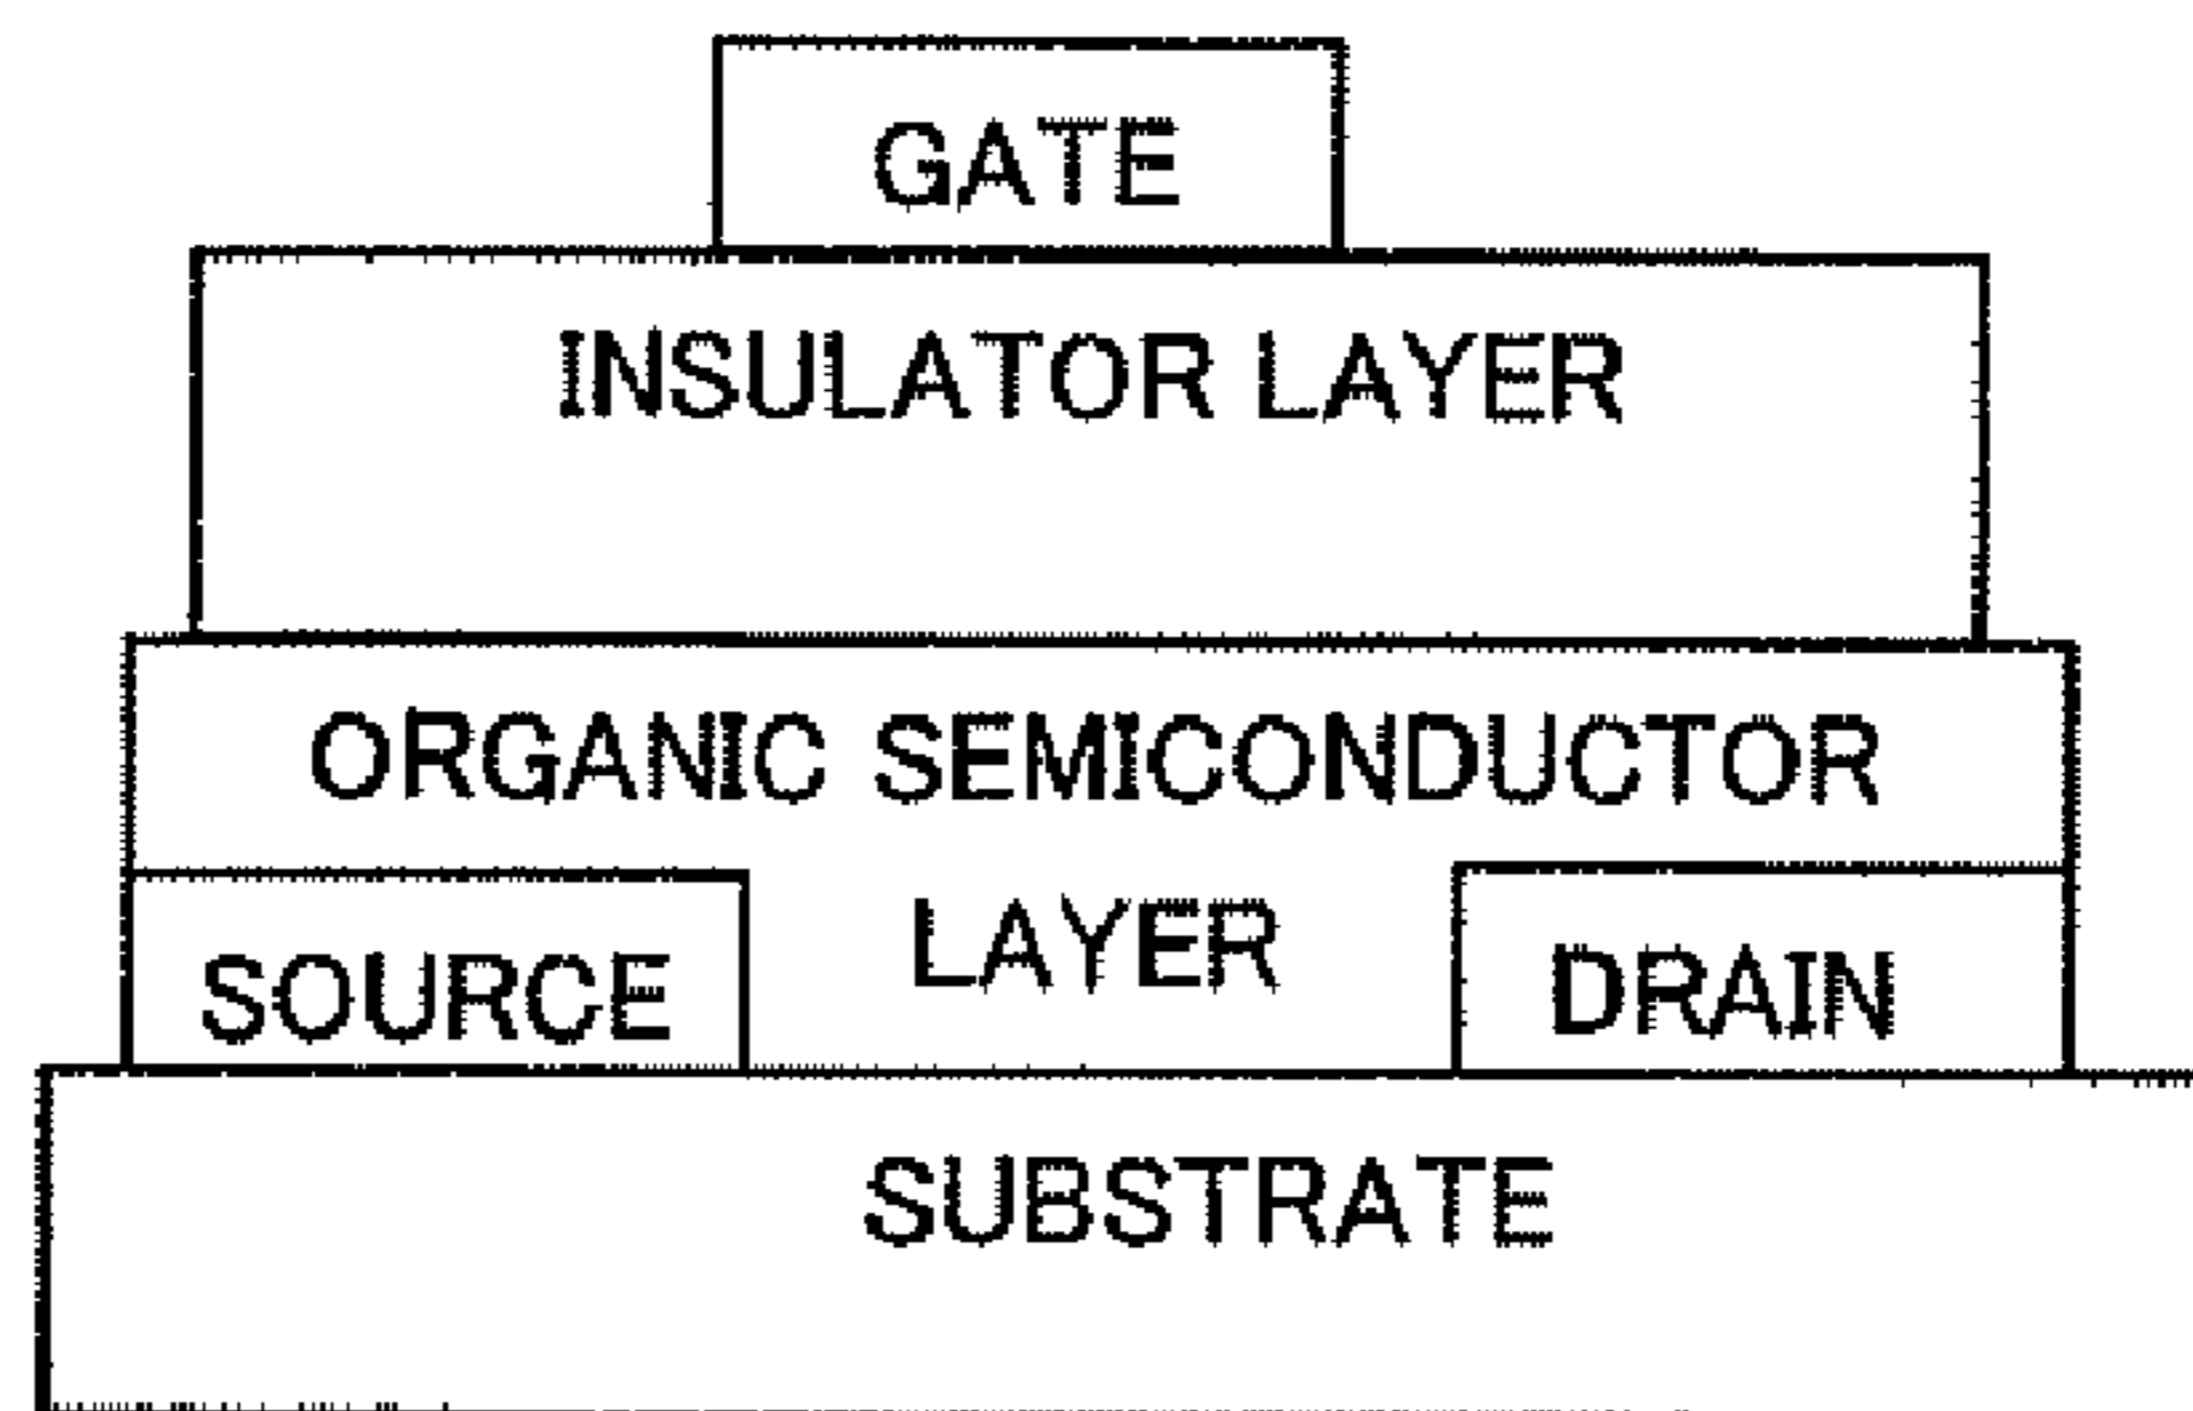 GATE
INSULATOR LAYER
ORGANIC SEMICONDUCTOR
LAYER
SOURCE
DRAIN
SUBSTRATE